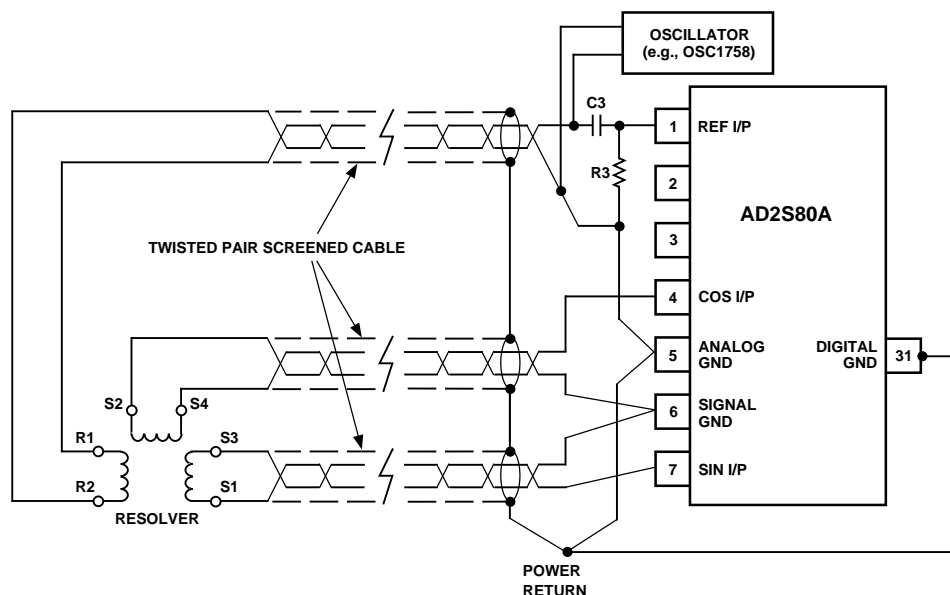 OSCILLATOR
(e.g., OSC1758)
C3
1
REF I/P
R3
2
AD2S80A
3
TWISTED PAIR SCREENED CABLE
4
COS I/P
5
ANALOG
GND
DIGITAL
GND
31
S2
S4
6
SIGNAL
GND
R1
S3
7
SIN I/P
R2
S1
RESOLVER
POWER
RETURN